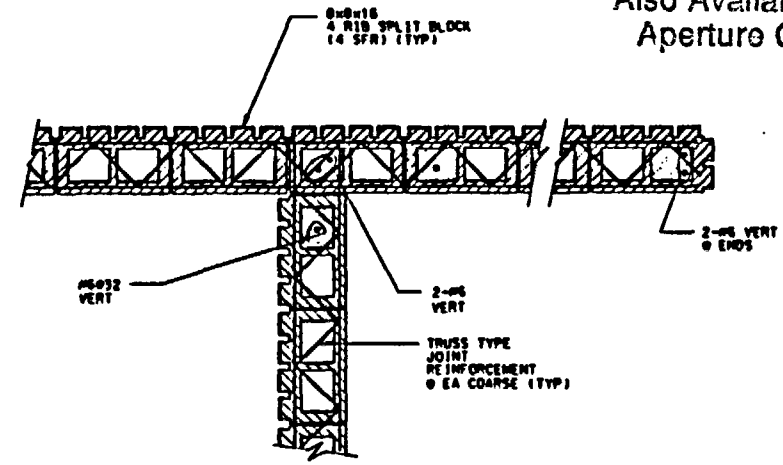 Also Availa
Aperture C
8x8x16
4 RIB SPLIT BLOCK
(4 SFR) (TYP)
2-#6 VERT
@ ENDS
#6@32
VERT
2-#6
VERT
TRUSS TYPE
JOINT
REINFORCEMENT
@ EA COARSE (TYP)